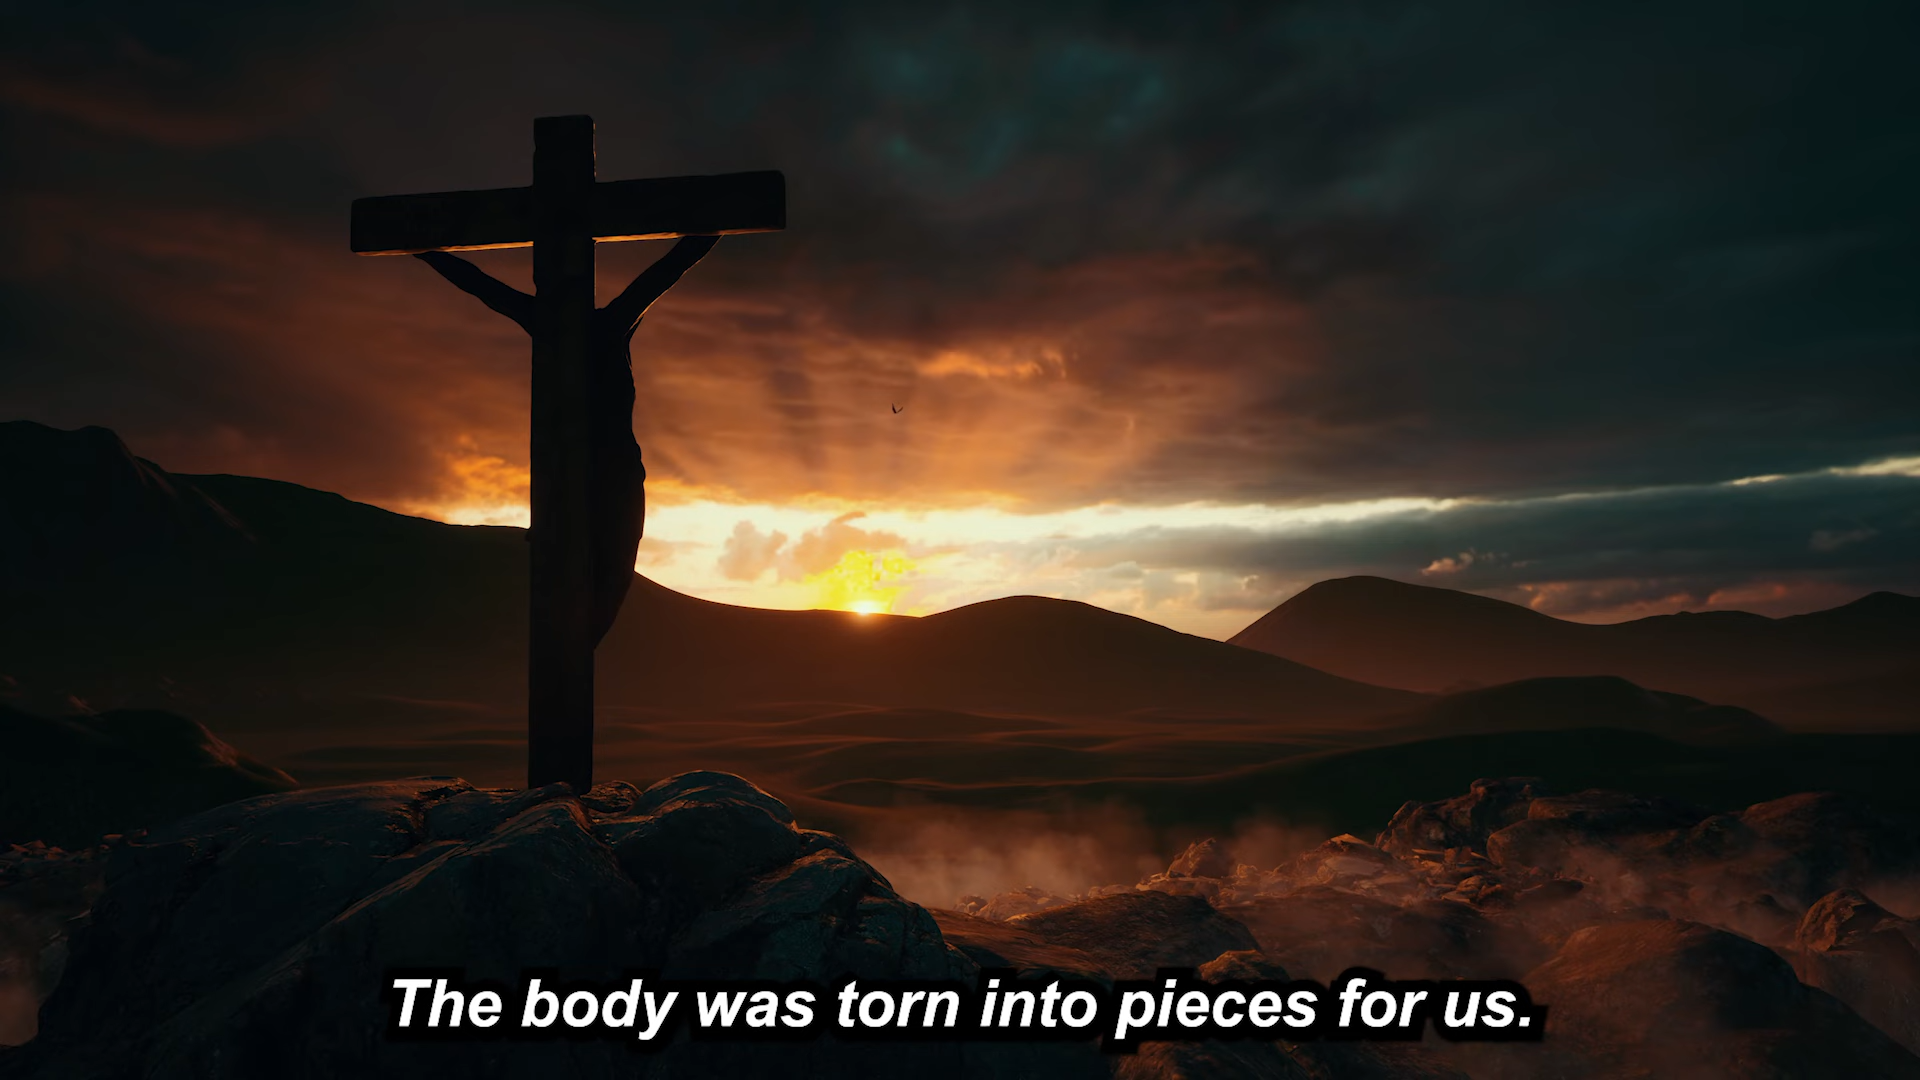 The body was torn into pieces for us.